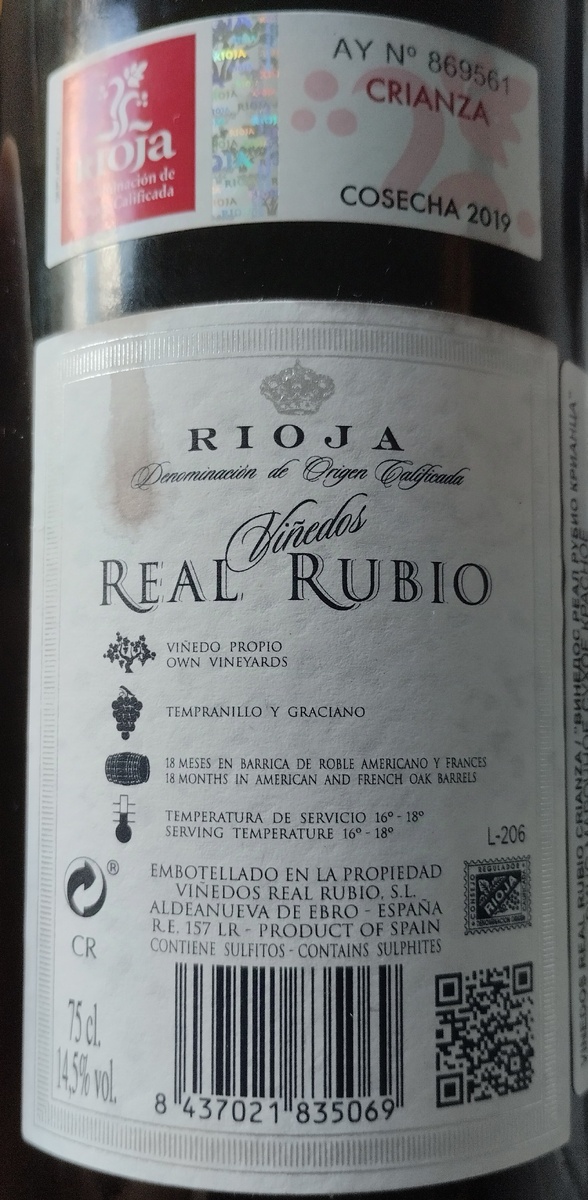 AY Nº 869561
CRIANZA
COSECHA 2019
RIOJA
Calificada
RIOJA
Denominación de Origen Calificada
Viñedos
REAL RUBIO
VIÑEDO PROPIO
OWN VINEYARDS
TEMPRANILLO Y GRACIANO
18 MESES EN BARRICA DE ROBLE AMERICANO Y FRANCES
18 MONTHS IN AMERICAN AND FRENCH OAK BARRELS
TEMPERATURA DE SERVICIO 16º - 18º
SERVING TEMPERATURE 16º - 18º
L-206
®
CR
EMBOTELLADO EN LA PROPIEDAD
VIÑEDOS REAL RUBIO, S.L.
ALDEANUEVA DE EBRO - ESPAÑA
R.E. 157 LR - PRODUCT OF SPAIN
CONTIENE SULFITOS - CONTAINS SULPHITES
RIOJA
75 cl.
14,5% vol.
8 437021 835069